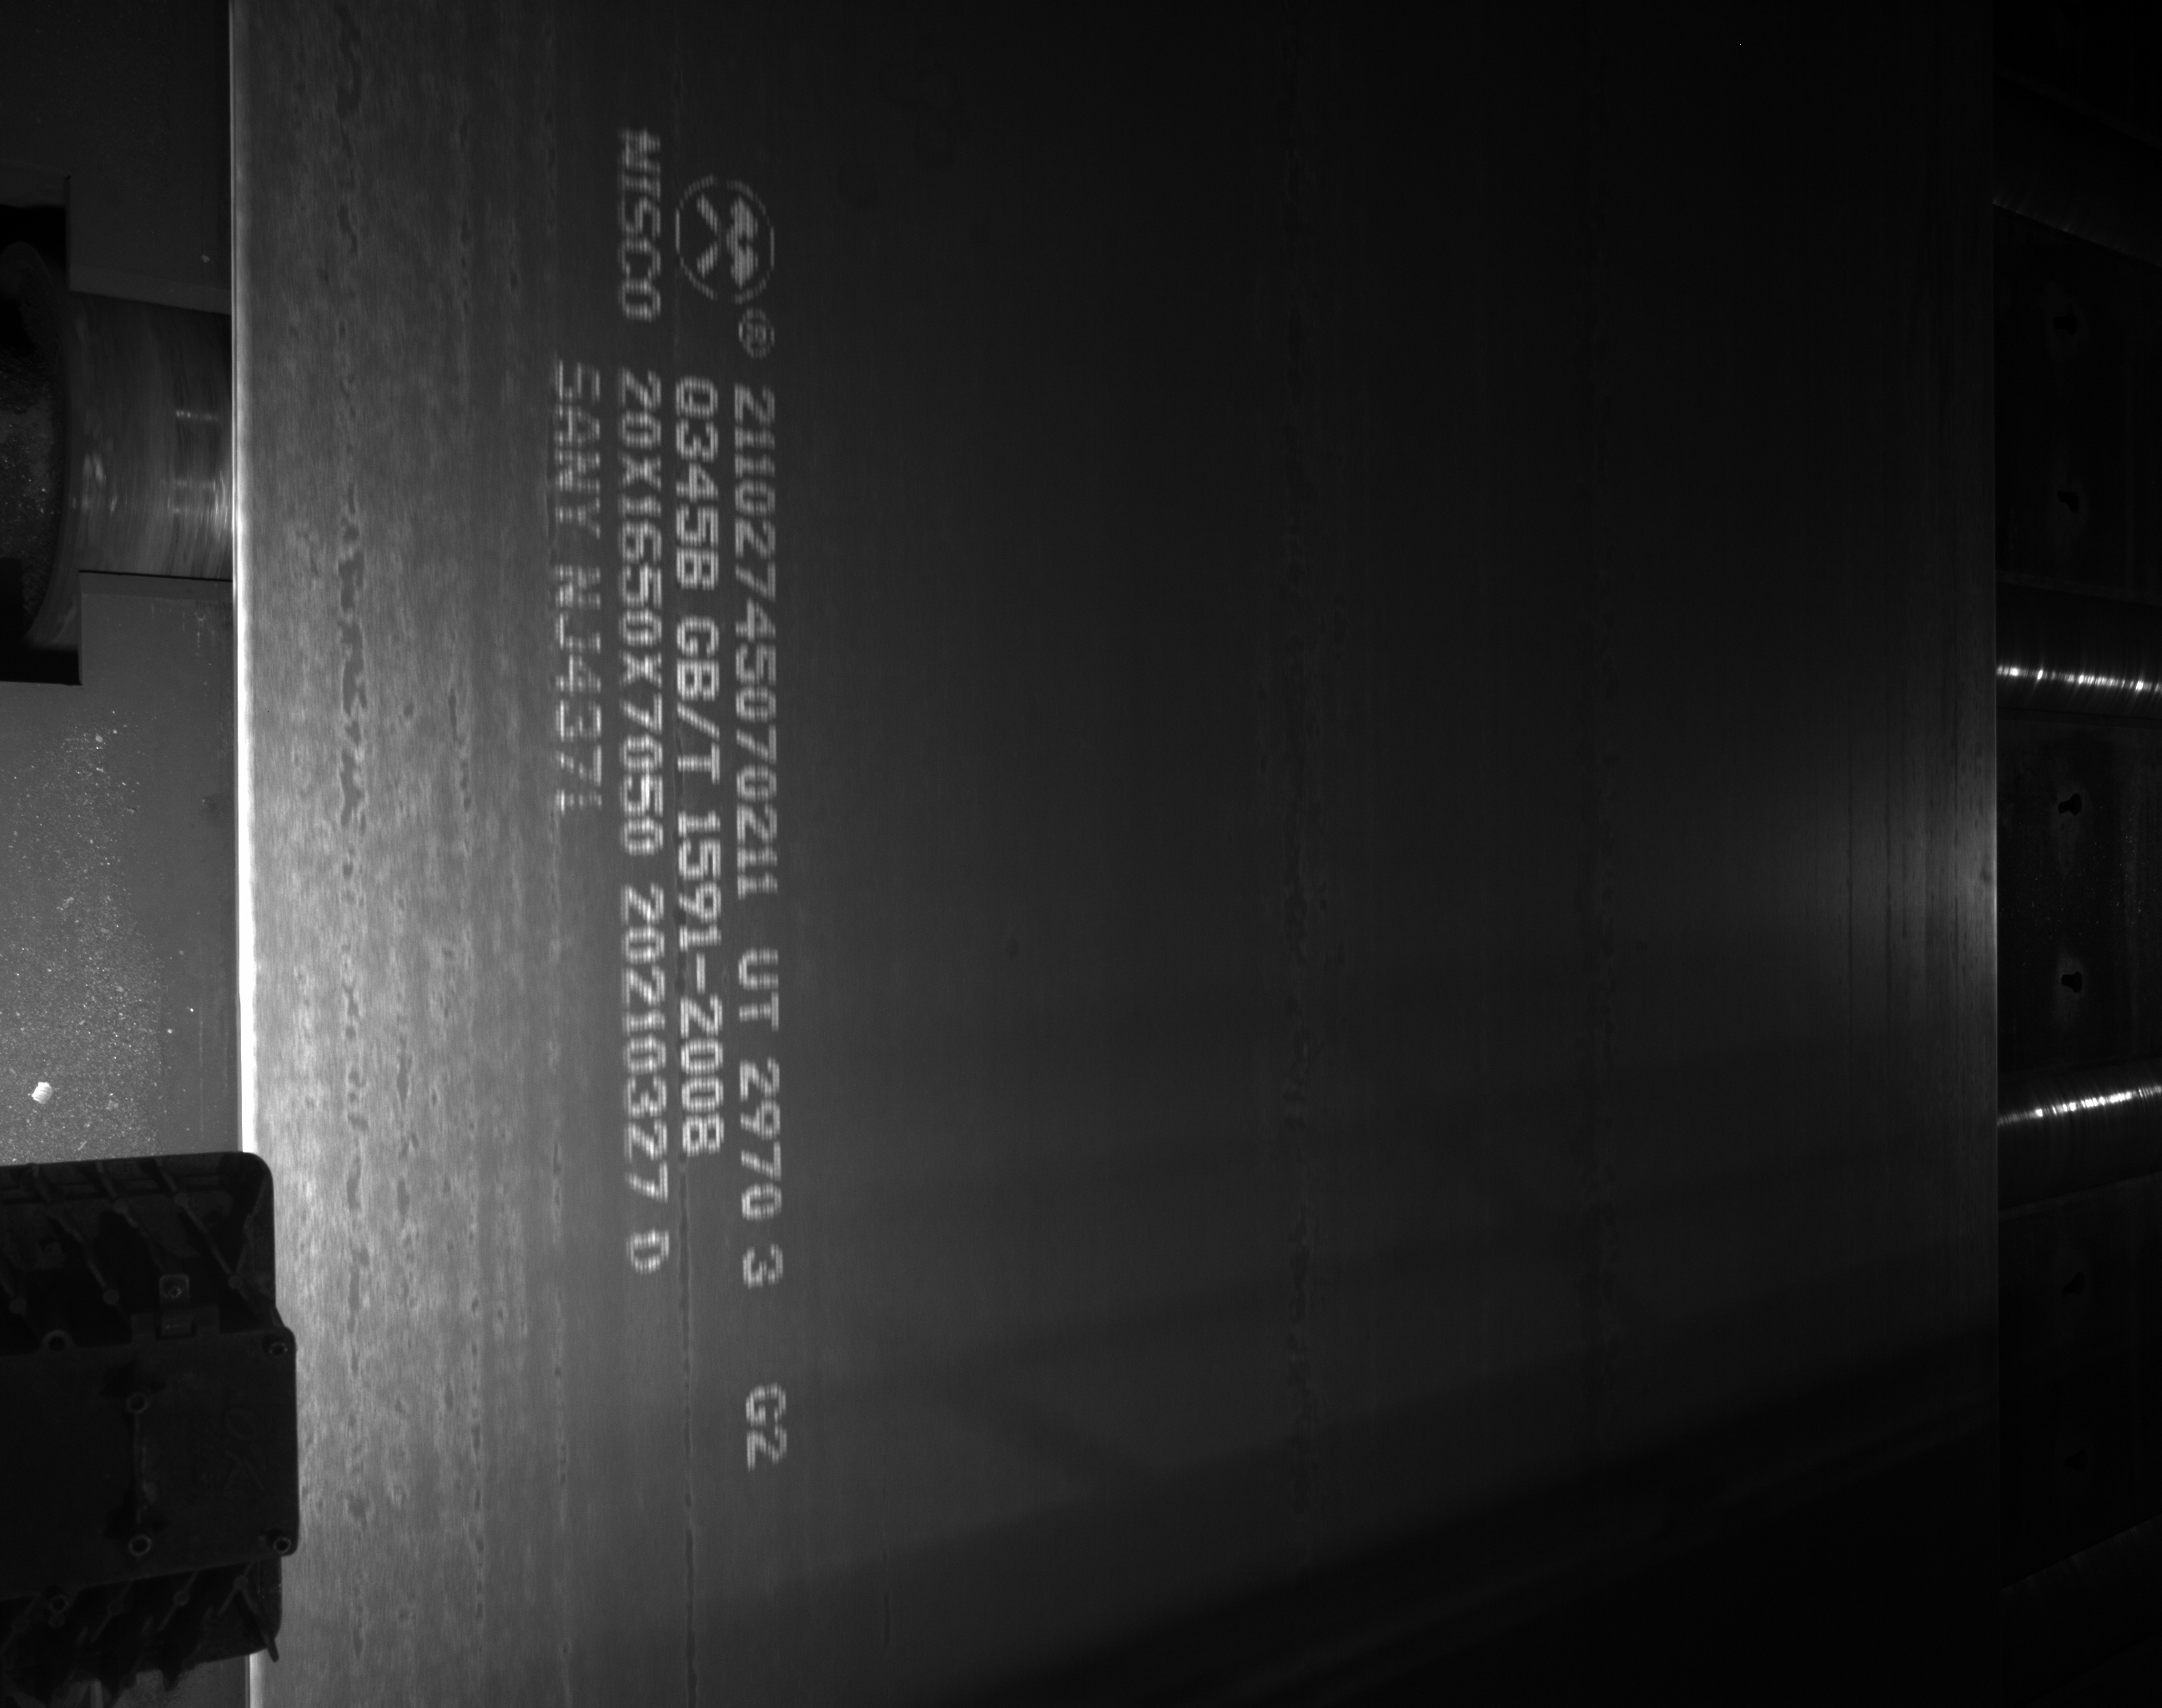 ® 21102745070211 UT 2970 3 G2
Q345B GB/T 1591-2008
NISCO 20X1650X7050 20210327 D
SANY NJ4371